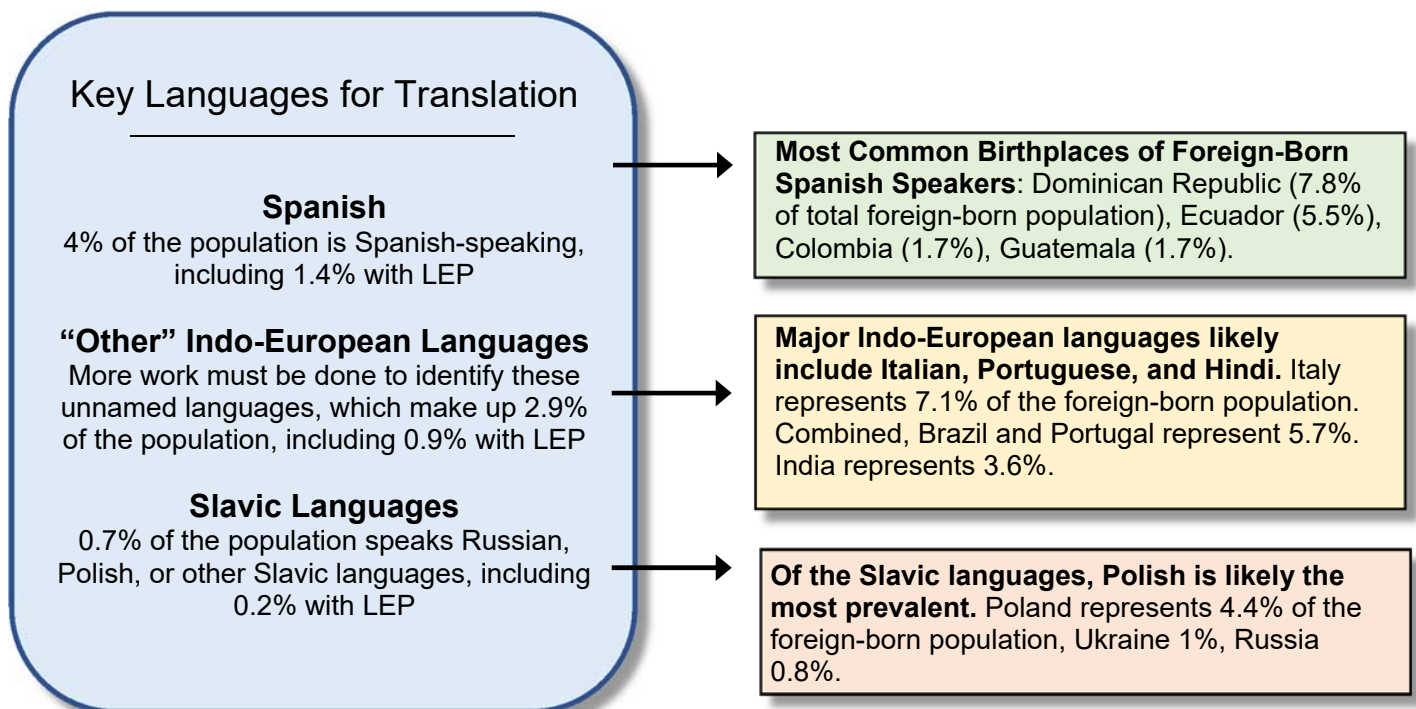 Key Languages for Translation
Spanish
4% of the population is Spanish-speaking,
including 1.4% with LEP
“Other” Indo-European Languages
More work must be done to identify these
unnamed languages, which make up 2.9%
of the population, including 0.9% with LEP
Slavic Languages
0.7% of the population speaks Russian,
Polish, or other Slavic languages, including
0.2% with LEP
Most Common Birthplaces of Foreign-Born
Spanish Speakers: Dominican Republic (7.8%
of total foreign-born population), Ecuador (5.5%),
Colombia (1.7%), Guatemala (1.7%).
Major Indo-European languages likely
include Italian, Portuguese, and Hindi. Italy
represents 7.1% of the foreign-born population.
Combined, Brazil and Portugal represent 5.7%.
India represents 3.6%.
Of the Slavic languages, Polish is likely the
most prevalent. Poland represents 4.4% of the
foreign-born population, Ukraine 1%, Russia
0.8%.